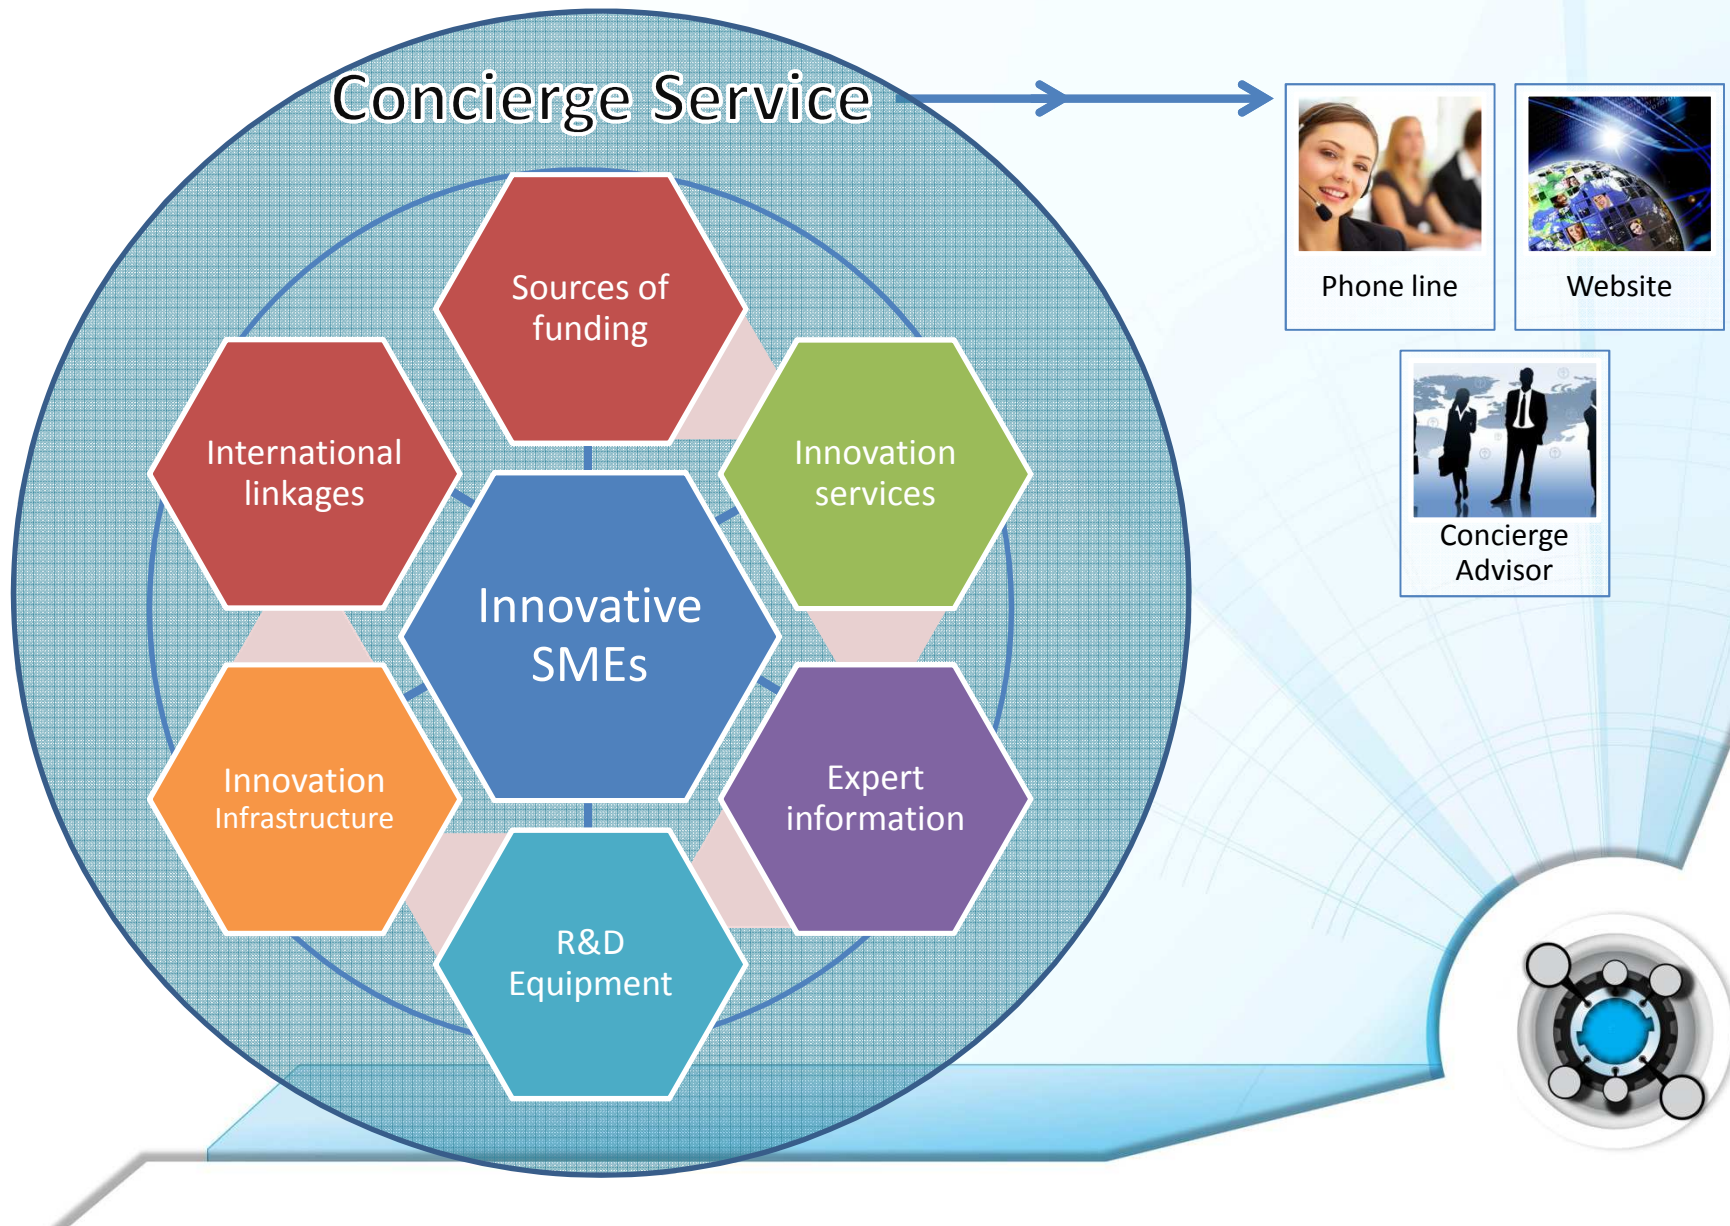 Concierge Service
Sources of
funding
International
linkages
Innovation
services
Innovative
SMEs
Innovation
Infrastructure
Expert
information
R&D
Equipment
Phone line
Website
Concierge
Advisor